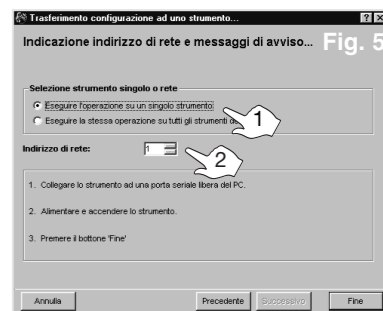 Trasferimento configurazione ad uno strumento...
Indicazione indirizzo di rete e messaggi di avviso...
Fig. 5
Selezione strumento singolo o rete
Eseguire l'operazione su un singolo strumento
1
Eseguire la stessa operazione su tutti gli strumenti
Indirizzo di rete:
1
2
1. Collegare lo strumento ad una porta seriale libera del PC.
2. Alimentare e accendere lo strumento.
3. Premere il bottone 'Fine'
Annulla
Precedente
Successivo
Fine